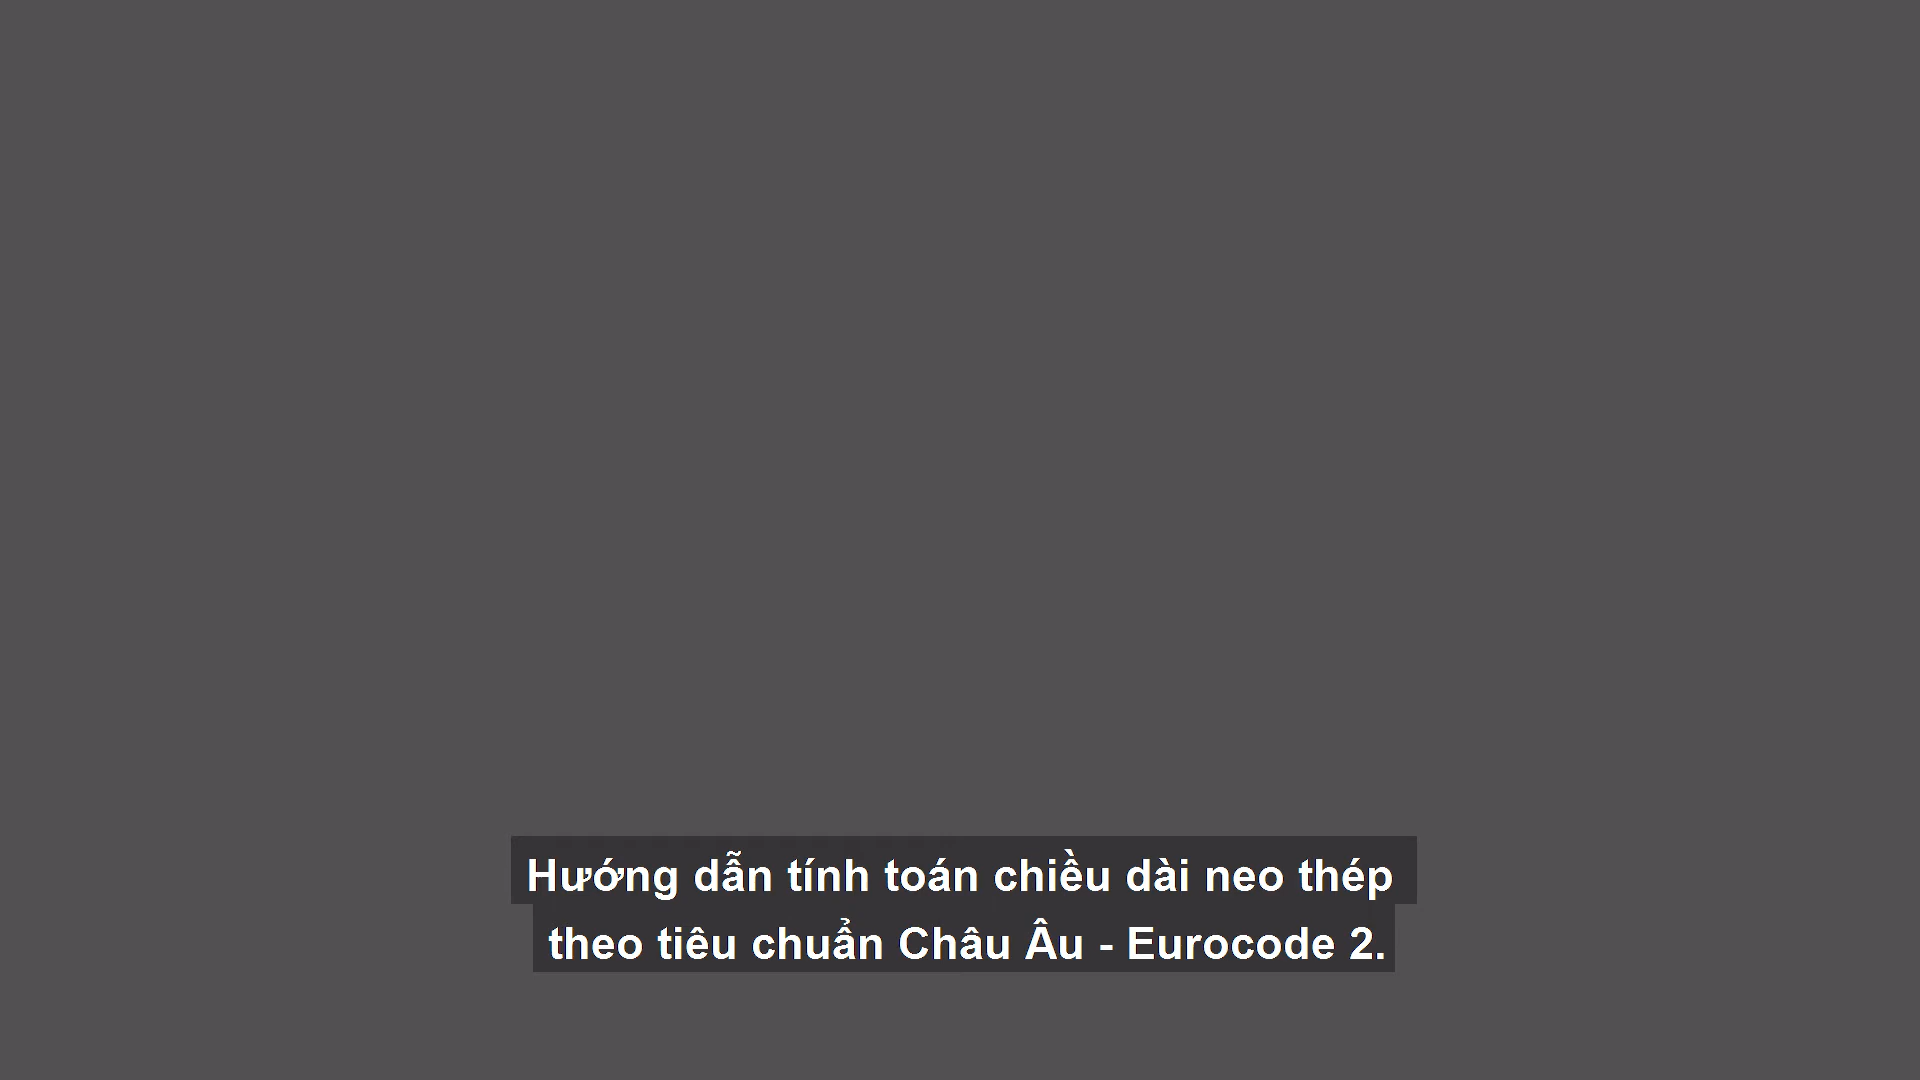 Hướng dẫn tính toán chiều dài neo thép
theo tiêu chuẩn Châu Âu - Eurocode 2.